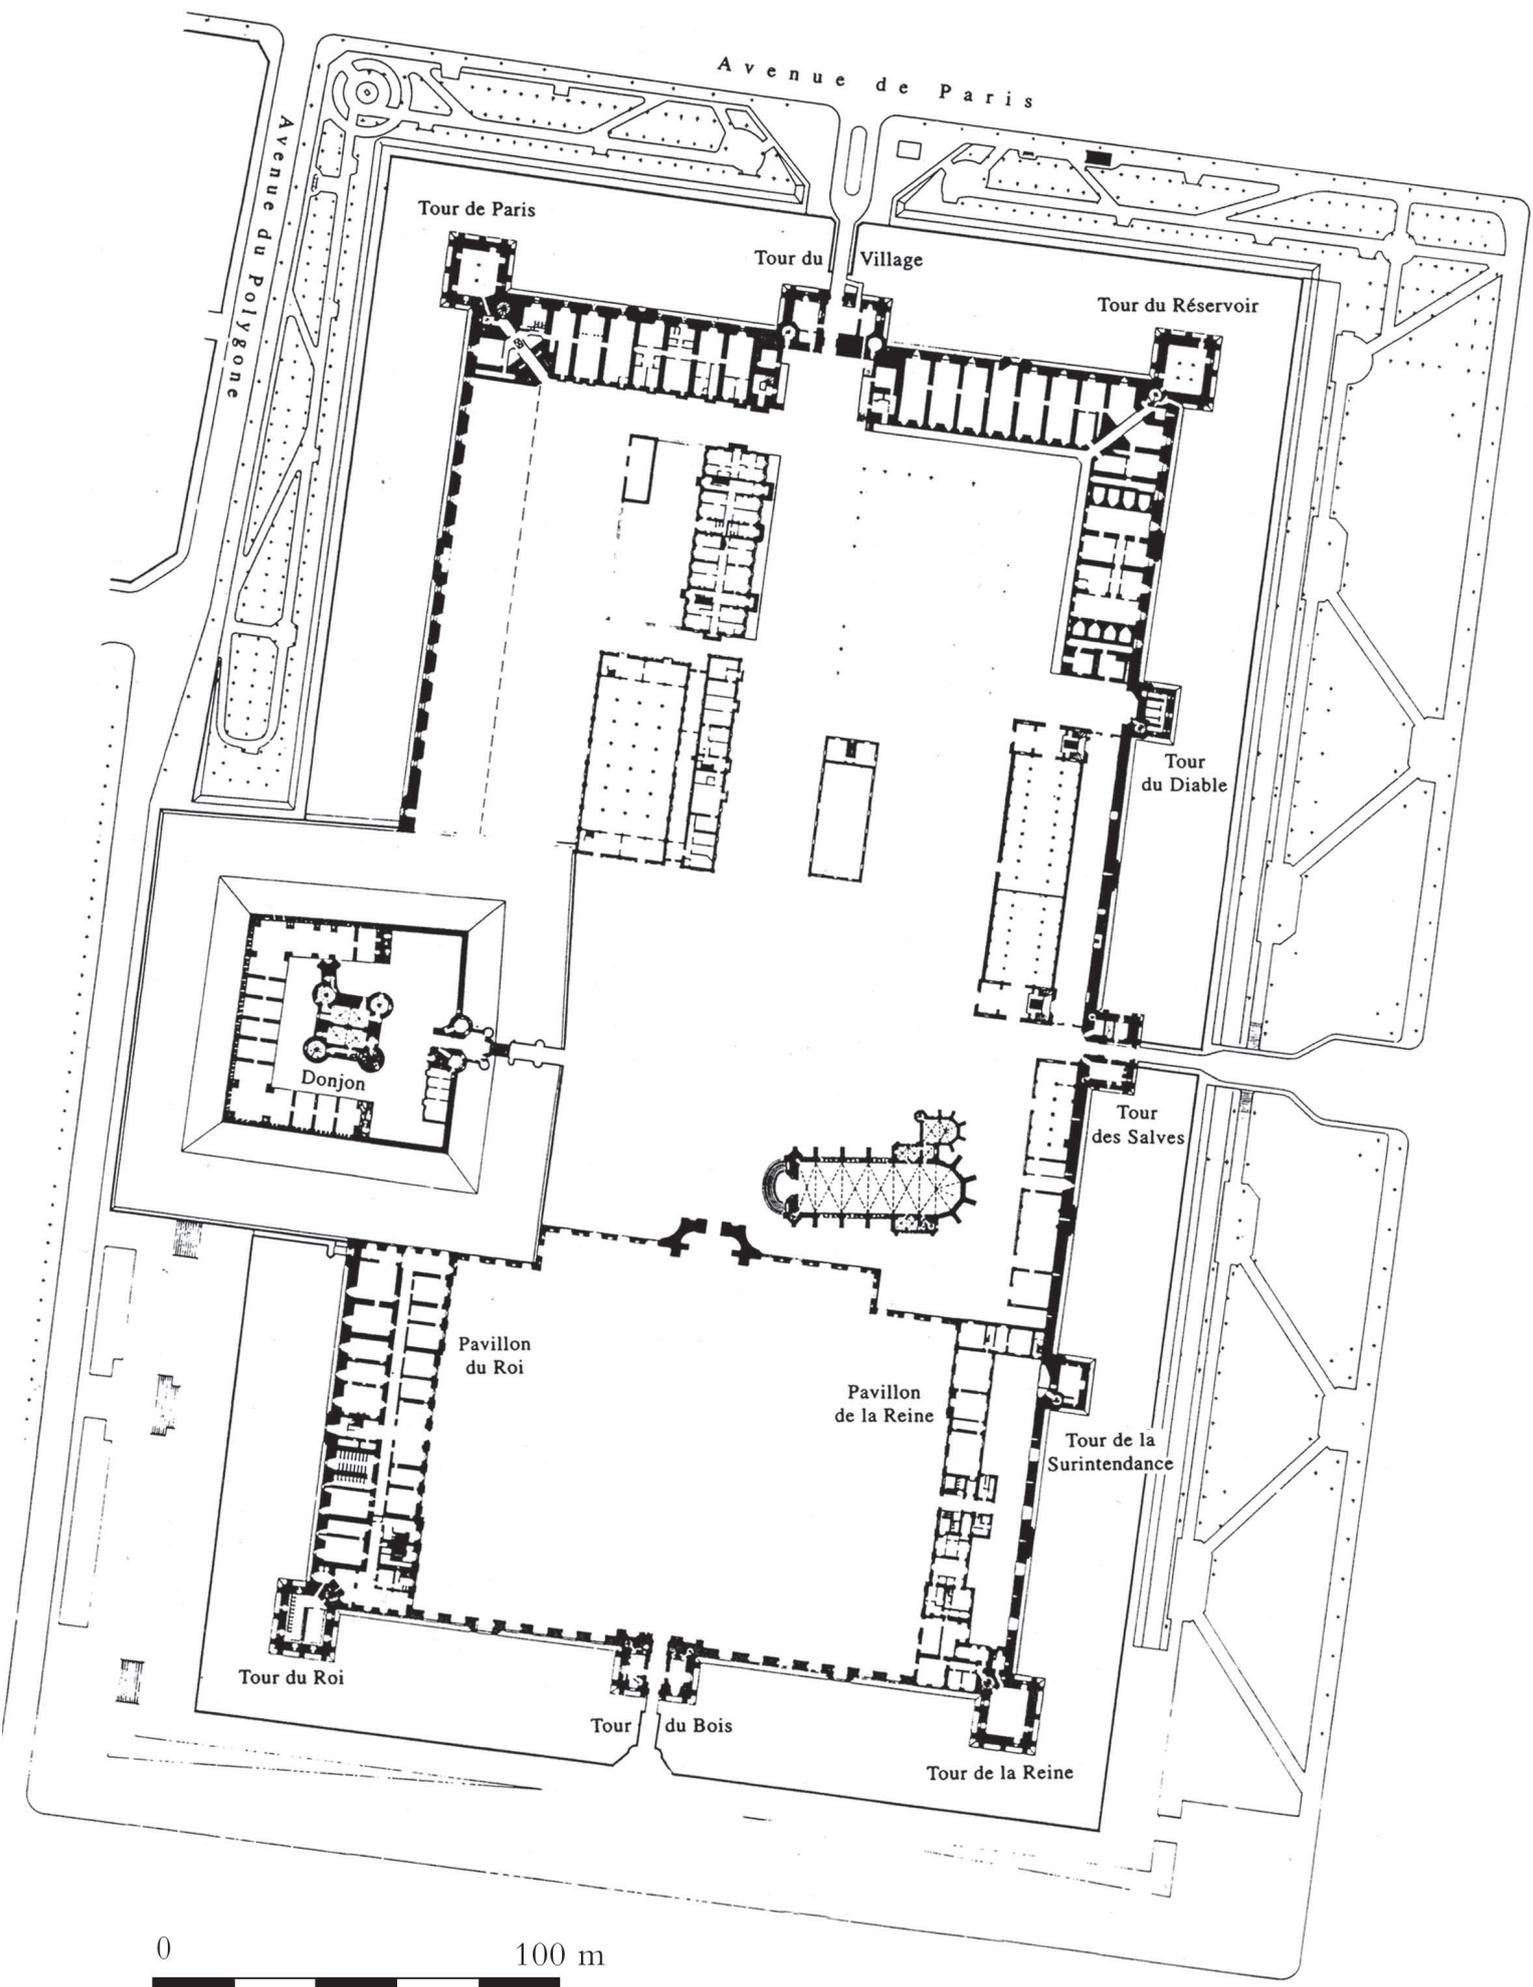 Avenue de Paris
Avenue du Polygone
Tour de Paris
Tour du Village
Tour du Réservoir
Tour
du Diable
Donjon
Tour
des Salves
Pavillon
du Roi
Pavillon
de la Reine
Tour de la
Surintendance
Tour du Roi
Tour du Bois
Tour de la Reine
0 100 m